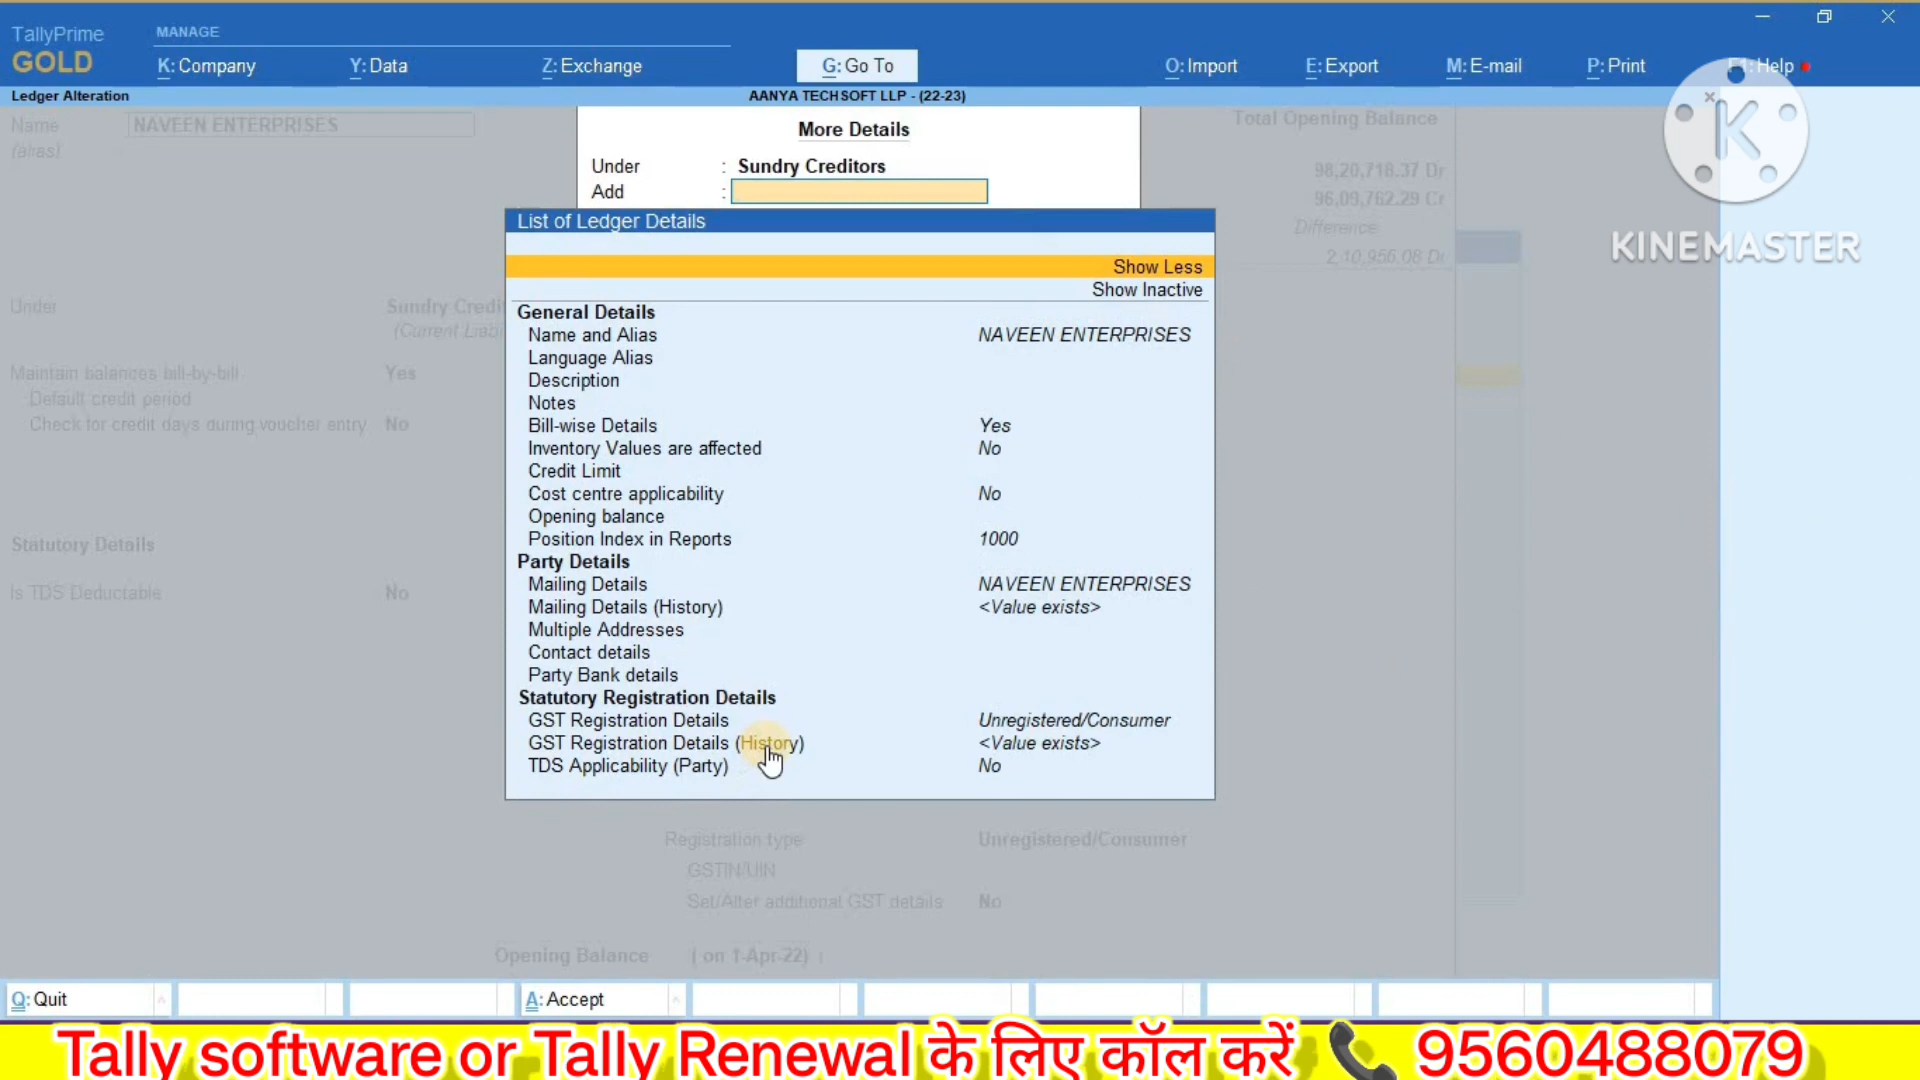 TallyPrime
GOLD
MANAGE
K: Company
Y: Data
Z: Exchange
G: Go To
O: Import
E: Export
M: E-mail
P: Print
F1: Help
Ledger Alteration
AANYA TECHSOFT LLP - (22-23)
Name NAVEEN ENTERPRISES
(alias)
Total Opening Balance
98,20,718.37 Dr
96,09,762.29 Cr
Difference
2,10,956.08 Dr
KINEMASTER
More Details
Under : Sundry Creditors
Add :
List of Ledger Details
Show Less
Show Inactive
General Details
Name and Alias NAVEEN ENTERPRISES
Language Alias
Description
Notes
Bill-wise Details Yes
Inventory Values are affected No
Credit Limit
Cost centre applicability No
Opening balance
Position Index in Reports 1000
Party Details
Mailing Details NAVEEN ENTERPRISES
Mailing Details (History) <Value exists>
Multiple Addresses
Contact details
Party Bank details
Statutory Registration Details
GST Registration Details Unregistered/Consumer
GST Registration Details (History) <Value exists>
TDS Applicability (Party) No
Under Sundry Credi
(Current Liabi
Maintain balances bill-by-bill Yes
Default credit period
Check for credit days during voucher entry No
Statutory Details
Is TDS Deductable No
Registration type Unregistered/Consumer
GSTIN/UIN
Set/Alter additional GST details No
Opening Balance ( on 1-Apr-22) :
Q: Quit
A: Accept
Tally software or Tally Renewal के लिए कॉल करें 9560488079